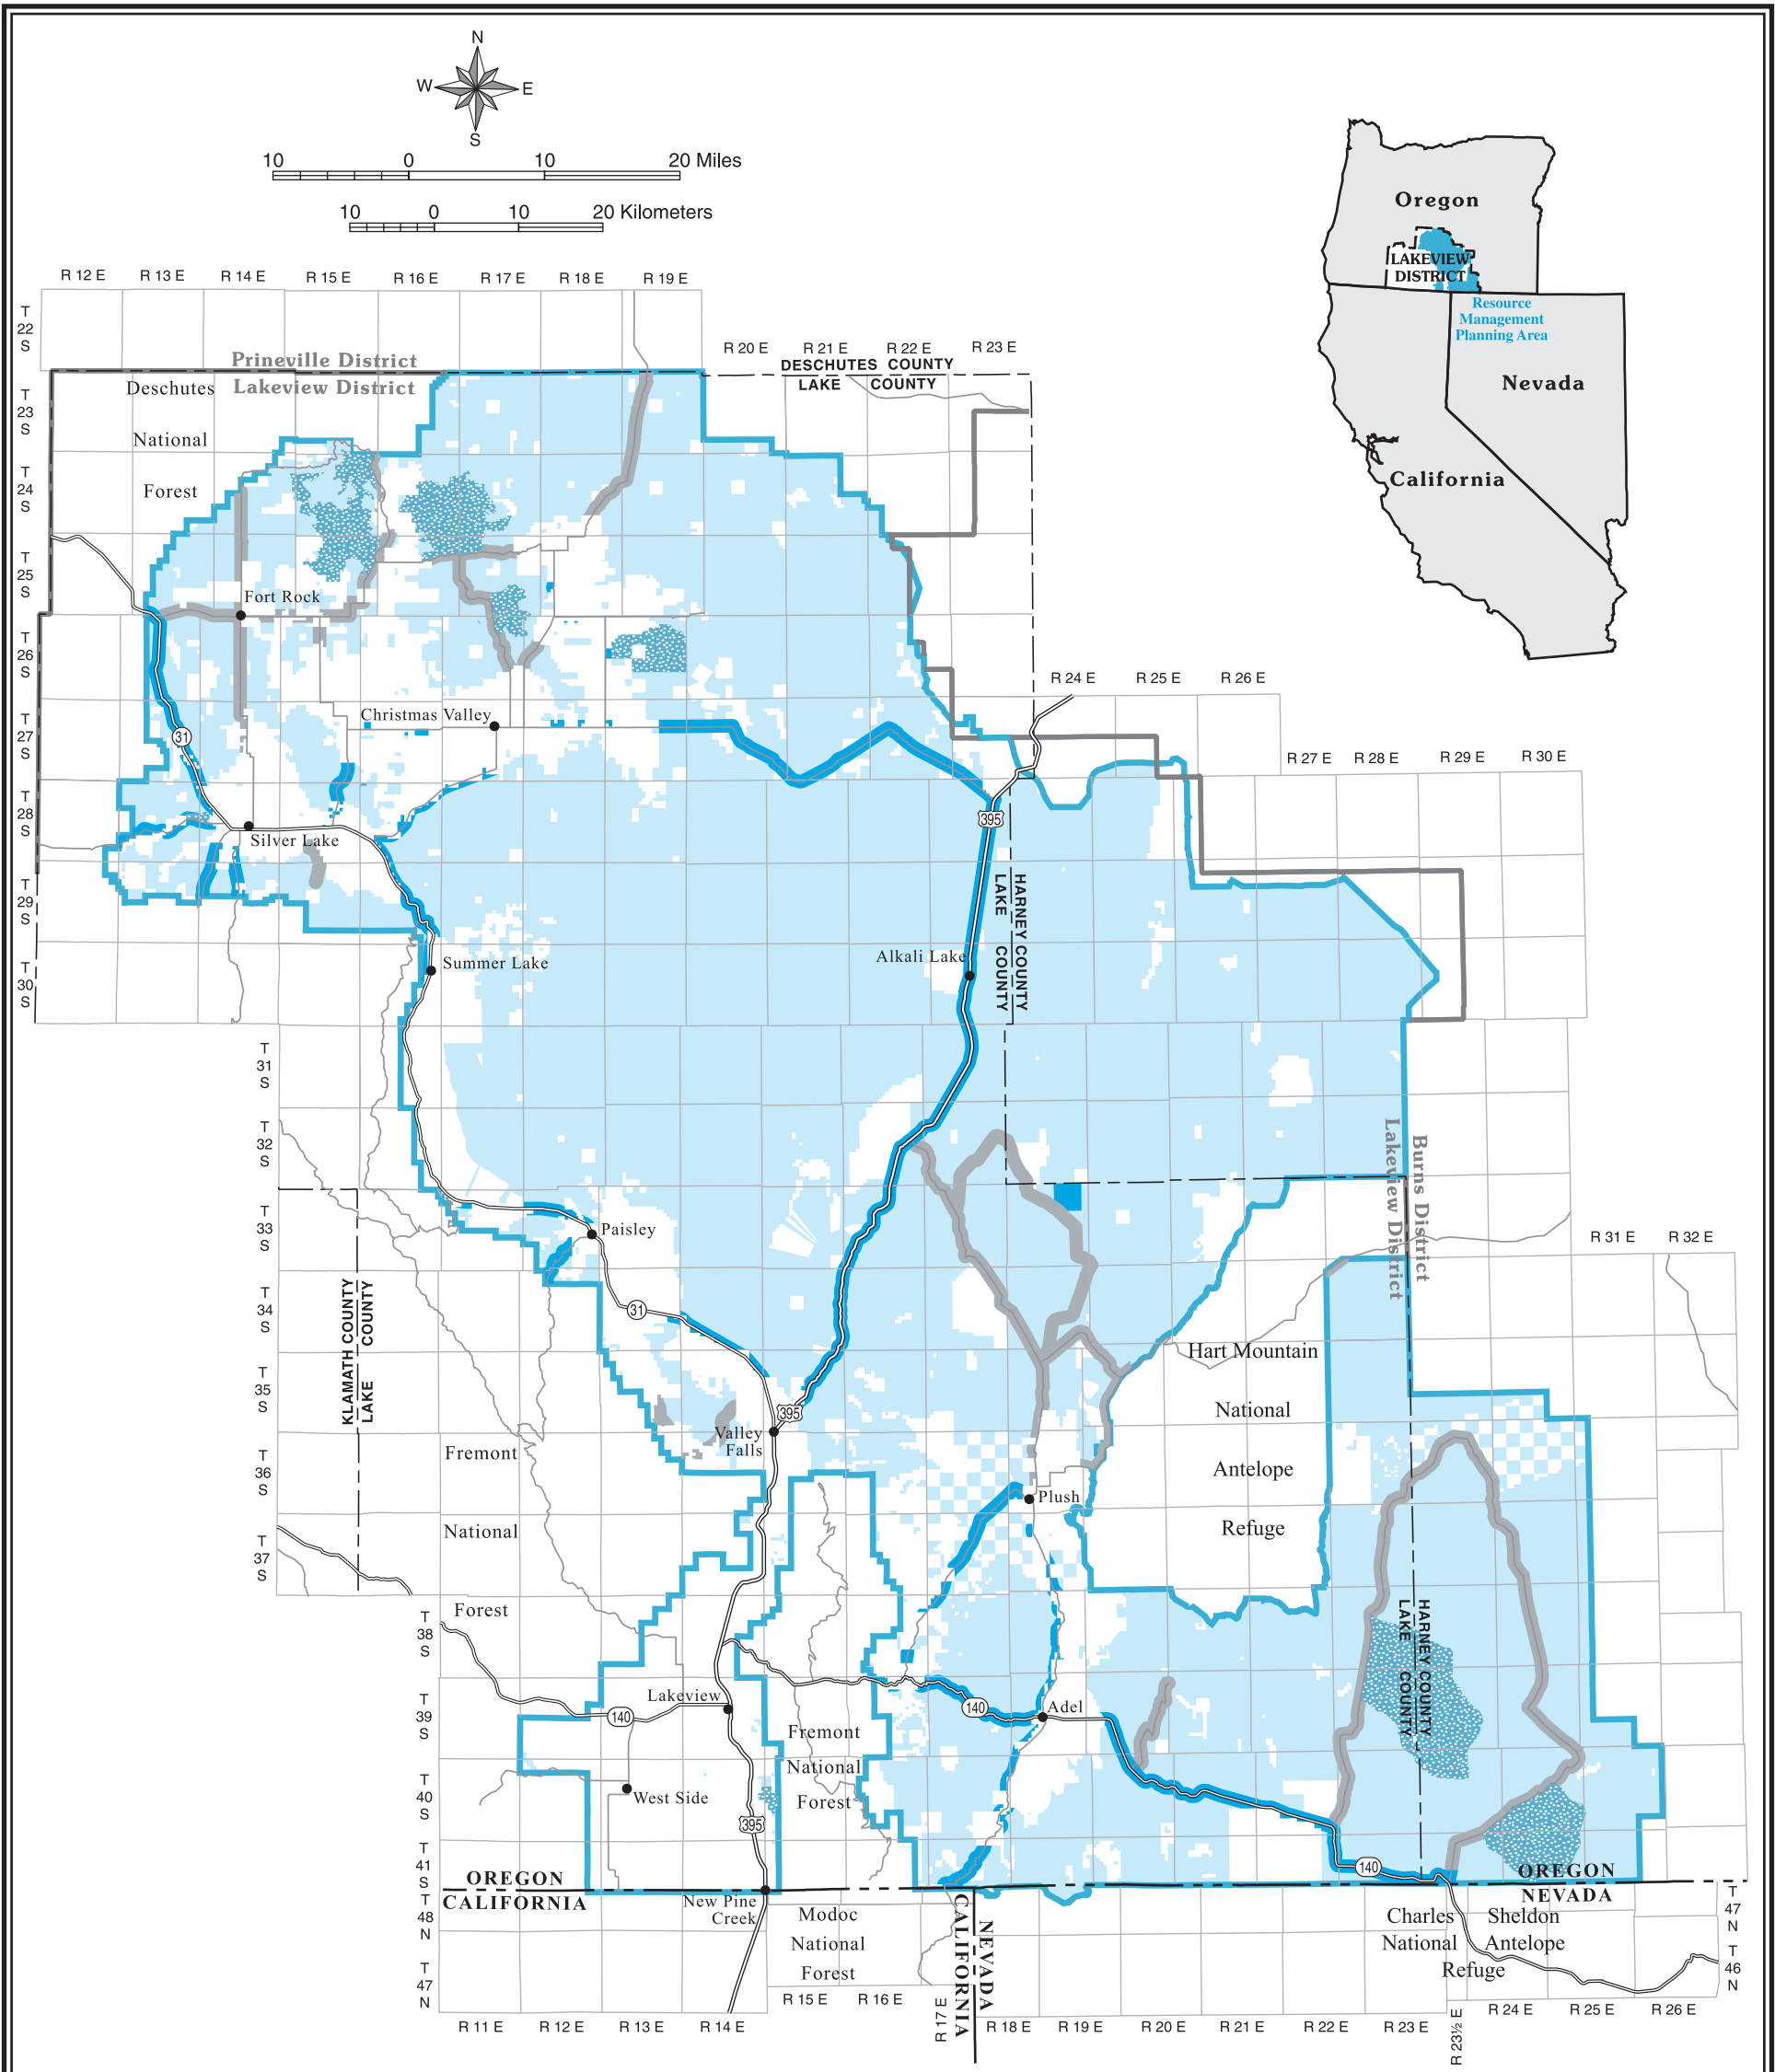 N
W E
S
10 0 10 20 Miles
10 0 10 20 Kilometers
Oregon
LAKEVIEW
DISTRICT
Resource
Management
Planning Area
Nevada
California
R 12 E R 13 E R 14 E R 15 E R 16 E R 17 E R 18 E R 19 E
T
22
S
R 20 E R 21 E R 22 E R 23 E
Prineville District
Lakeview District
DESCHUTES COUNTY
LAKE COUNTY
Deschutes
National
Forest
T
23
S
T
24
S
T
25
S
Fort Rock
T
26
S
R 24 E R 25 E R 26 E
Christmas Valley
T
27
S
31
R 27 E R 28 E R 29 E R 30 E
T
28
S
395
Silver Lake
T
29
S
HARNEY COUNTY
LAKE COUNTY
Alkali Lake
Summer Lake
T
30
S
T
31
S
T
32
S
Burns District
Lakeview District
T
33
S
Paisley
R 31 E R 32 E
T
34
S
31
KLAMATH COUNTY
LAKE COUNTY
Hart Mountain
National
Antelope
Refuge
T
35
S
395
Valley
Falls
T
36
S
Fremont
National
Forest
Plush
T
37
S
T
38
S
HARNEY COUNTY
LAKE COUNTY
T
39
S
Lakeview
140
140
Adel
Fremont
National
Forest
T
40
S
West Side
395
T
41
S
140
OREGON
CALIFORNIA
OREGON
NEVADA
T
48
N
New Pine
Creek
Modoc
National
Forest
CALIFORNIA
NEVADA
Charles Sheldon
National Antelope
Refuge
T
47
N
T
46
N
T
47
N
R 15 E R 16 E
R 17 E
R 11 E R 12 E R 13 E R 14 E
R 18 E R 19 E R 20 E R 21 E R 22 E R 23 E
R 23½ E
R 24 E R 25 E R 26 E